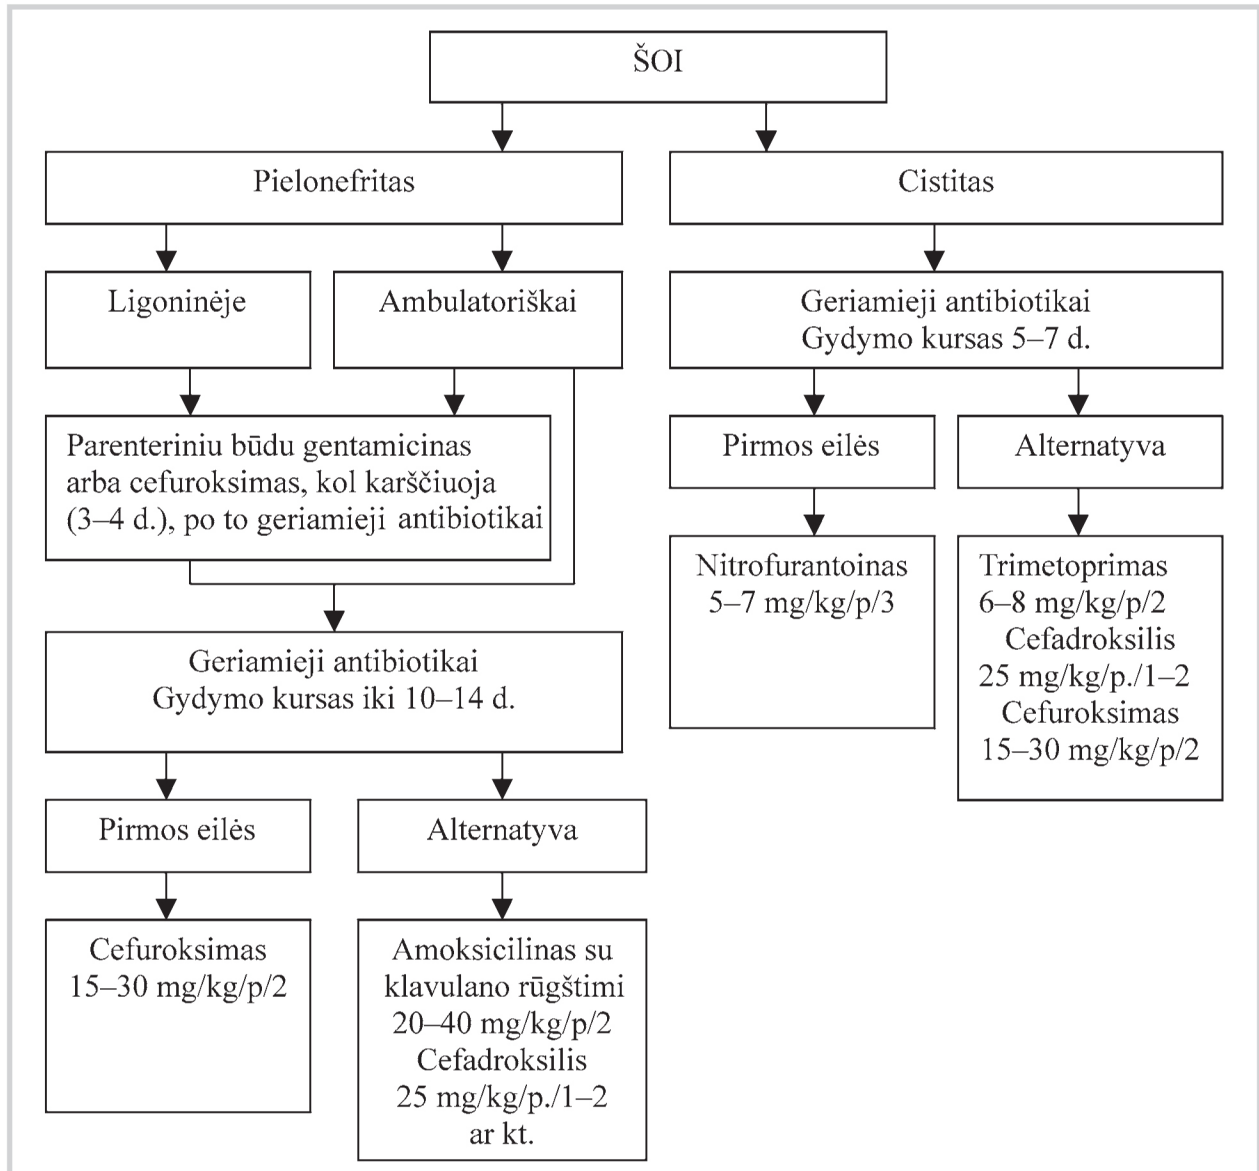 ŠOI
Pielonefritas
Cistitas
Ligoninėje
Ambulatoriškai
Geriamieji antibiotikai
Gydymo kursas 5–7 d.
Parenteriniu būdu gentamicinas
arba cefuroksimas, kol karščiuoja
(3–4 d.), po to geriamieji antibiotikai
Pirmos eilės
Alternatyva
Nitrofurantoinas
5–7 mg/kg/p/3
Trimetoprimas
6–8 mg/kg/p/2
Cefadroksilis
25 mg/kg/p./1–2
Cefuroksimas
15–30 mg/kg/p/2
Geriamieji antibiotikai
Gydymo kursas iki 10–14 d.
Pirmos eilės
Alternatyva
Cefuroksimas
15–30 mg/kg/p/2
Amoksicilinas su
klavulano rūgštimi
20–40 mg/kg/p/2
Cefadroksilis
25 mg/kg/p./1–2
ar kt.